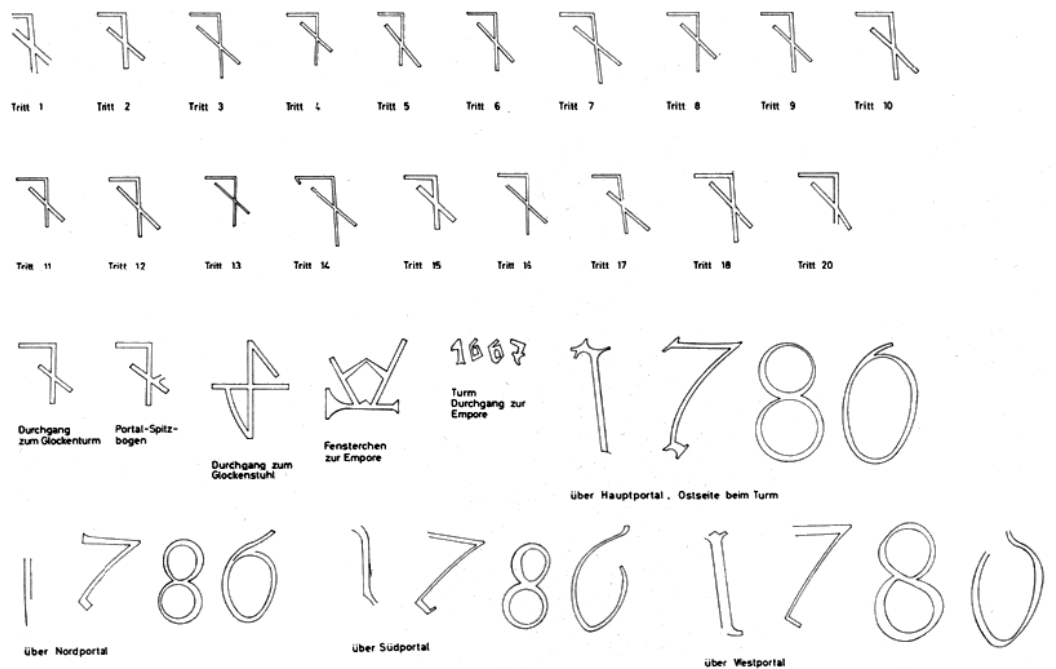 Tritt 1 Tritt 2 Tritt 3 Tritt 4 Tritt 5 Tritt 6 Tritt 7 Tritt 8 Tritt 9 Tritt 10
Tritt 11 Tritt 12 Tritt 13 Tritt 14 Tritt 15 Tritt 16 Tritt 17 Tritt 18 Tritt 20
Durchgang
zum Glockenturm
Portal-Spitz-
bogen
Durchgang zum
Glockenstuhl
Fensterchen
zur Empore
1667
Turm
Durchgang zur
Empore
1780
über Hauptportal, Ostseite beim Turm
1780
über Nordportal
1780
über Südportal
1780
über Westportal